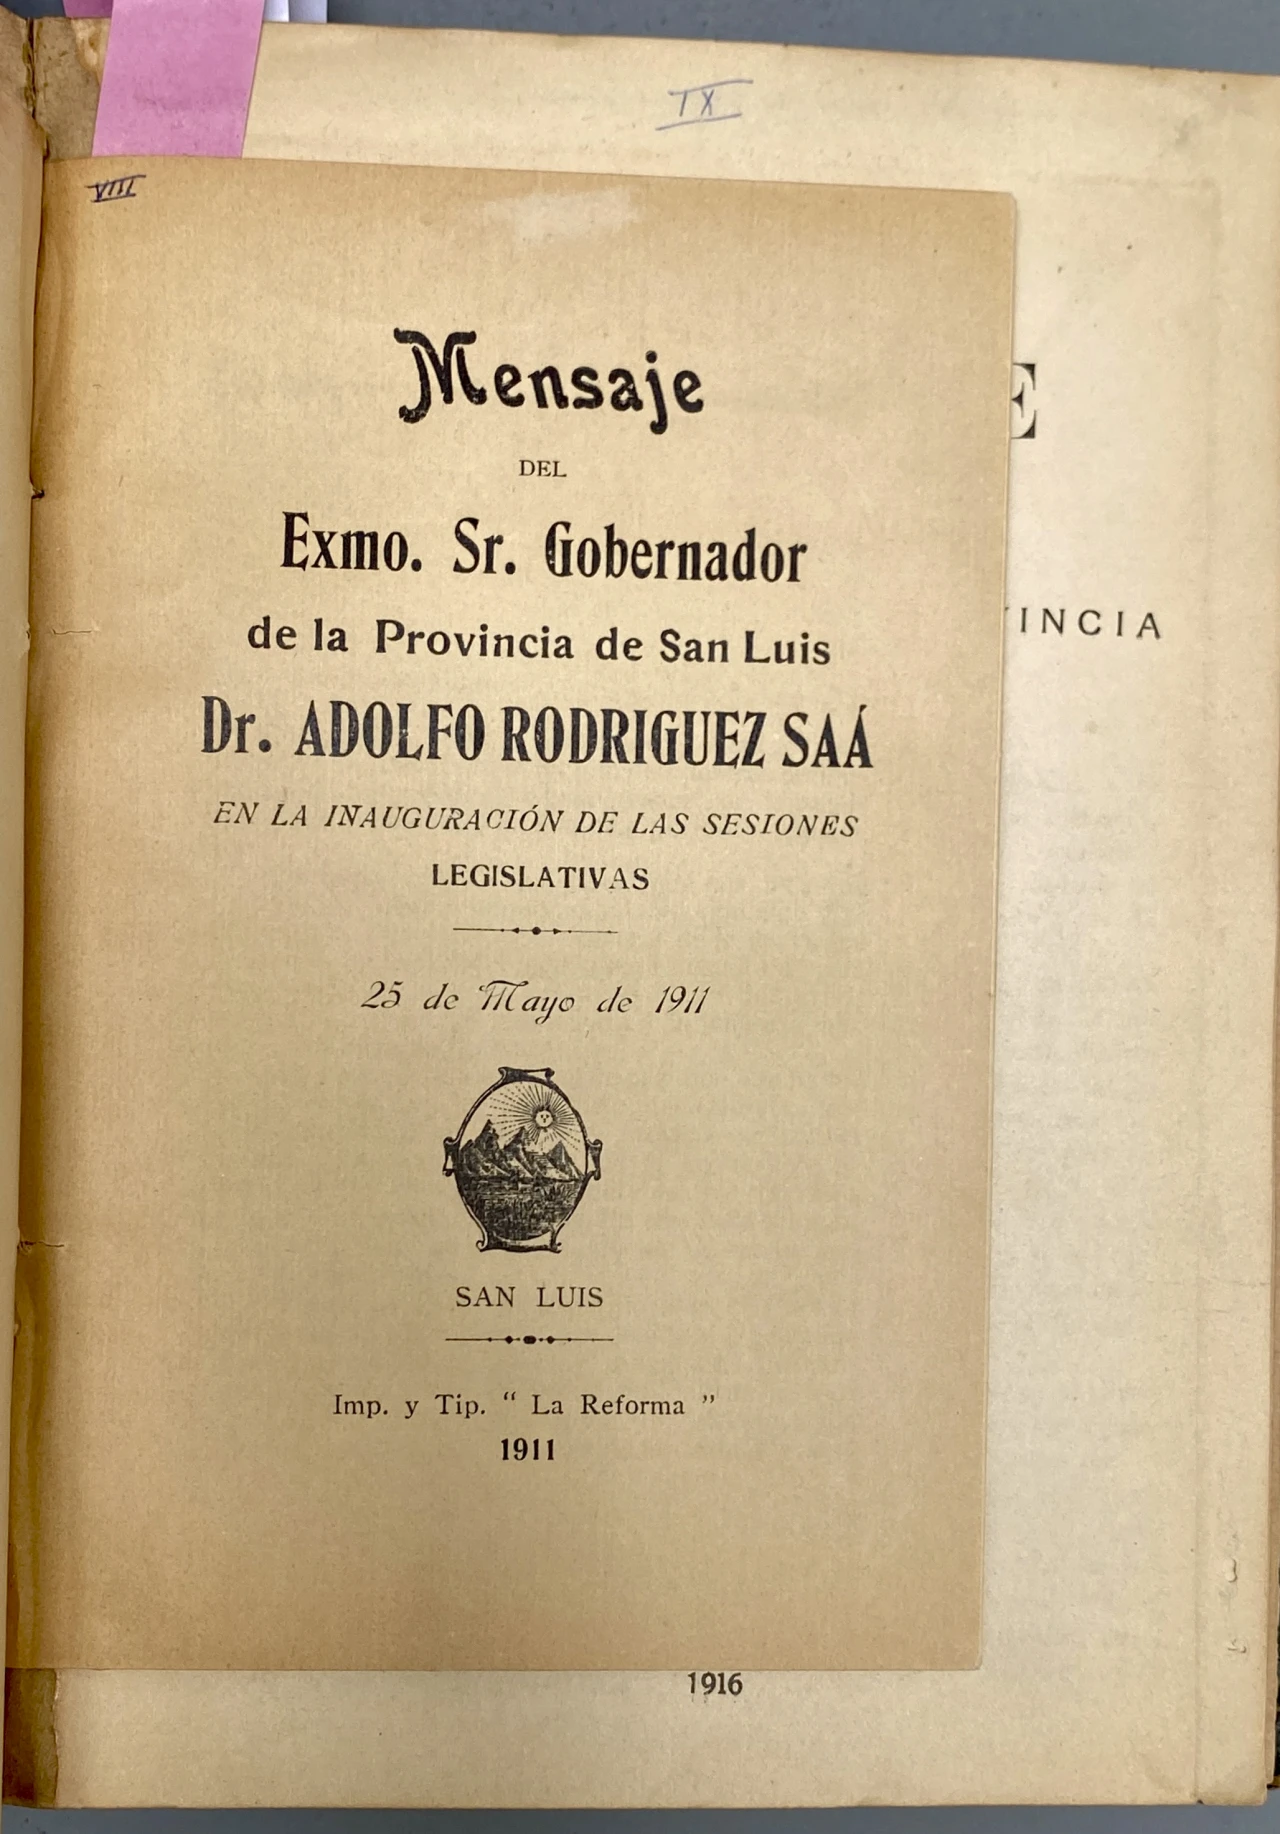 IX
VIII
Mensaje
DEL
Exmo. Sr. Gobernador
de la Provincia de San Luis
Dr. ADOLFO RODRIGUEZ SAÁ
EN LA INAUGURACIÓN DE LAS SESIONES
LEGISLATIVAS
25 de Mayo de 1911
SAN LUIS
Imp. y Tip. “ La Reforma ”
1911
E
VINCIA
1916